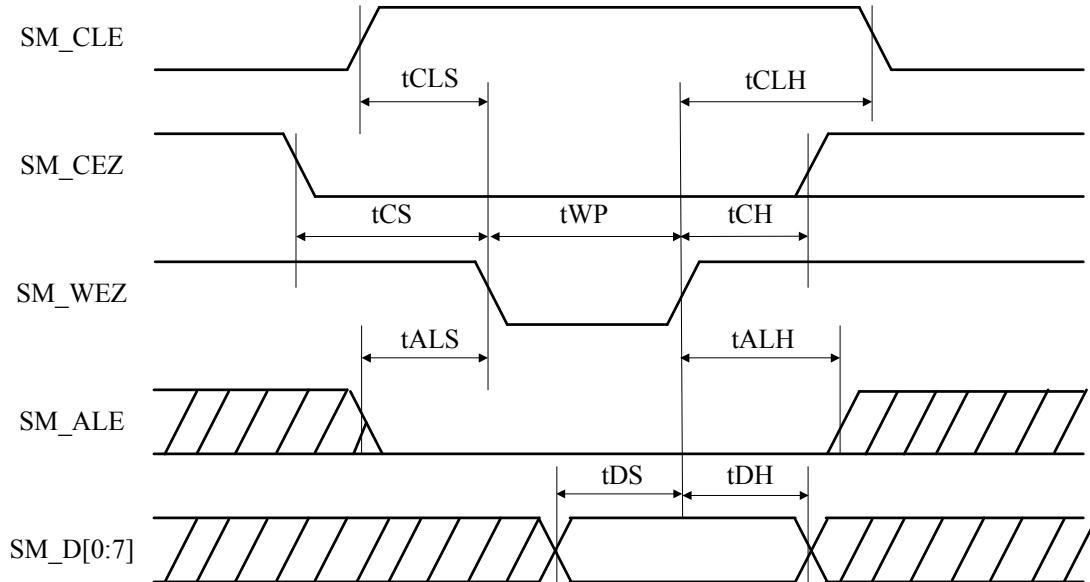 SM_CLE
tCLS
tCLH
SM_CEZ
tCS
tWP
tCH
SM_WEZ
tALS
tALH
SM_ALE
tDS
tDH
SM_D[0:7]